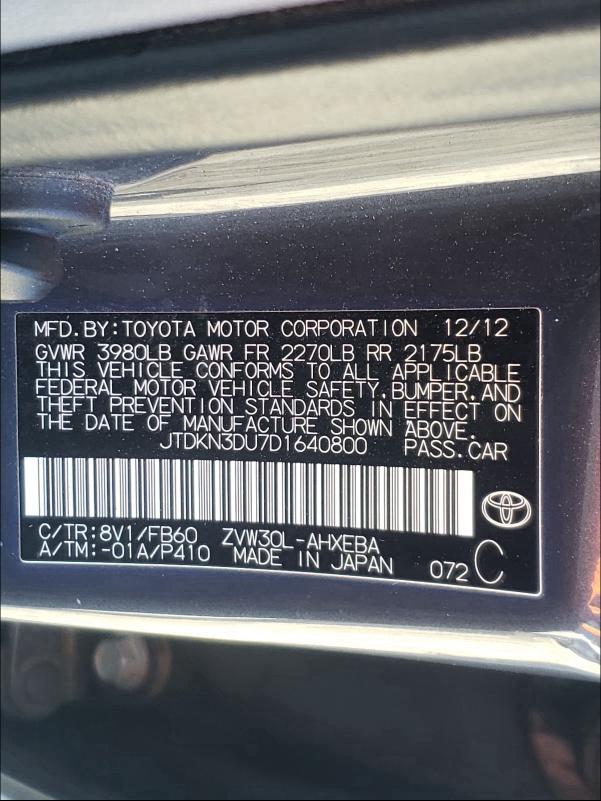 MFD.BY:TOYOTA MOTOR CORPORATION 12/12
GVWR 3980LB GAWR FR 2270LB RR 2175LB
THIS VEHICLE CONFORMS TO ALL APPLICABLE
FEDERAL MOTOR VEHICLE SAFETY,BUMPER,AND
THEFT PREVENTION STANDARDS IN EFFECT ON
THE DATE OF MANUFACTURE SHOWN ABOVE.
JTDKN3DU7D1640800 PASS.CAR
C/TR:8V1/FB60 ZVW30L-AHXEBA
A/TM:-01A/P410 MADE IN JAPAN 072 C